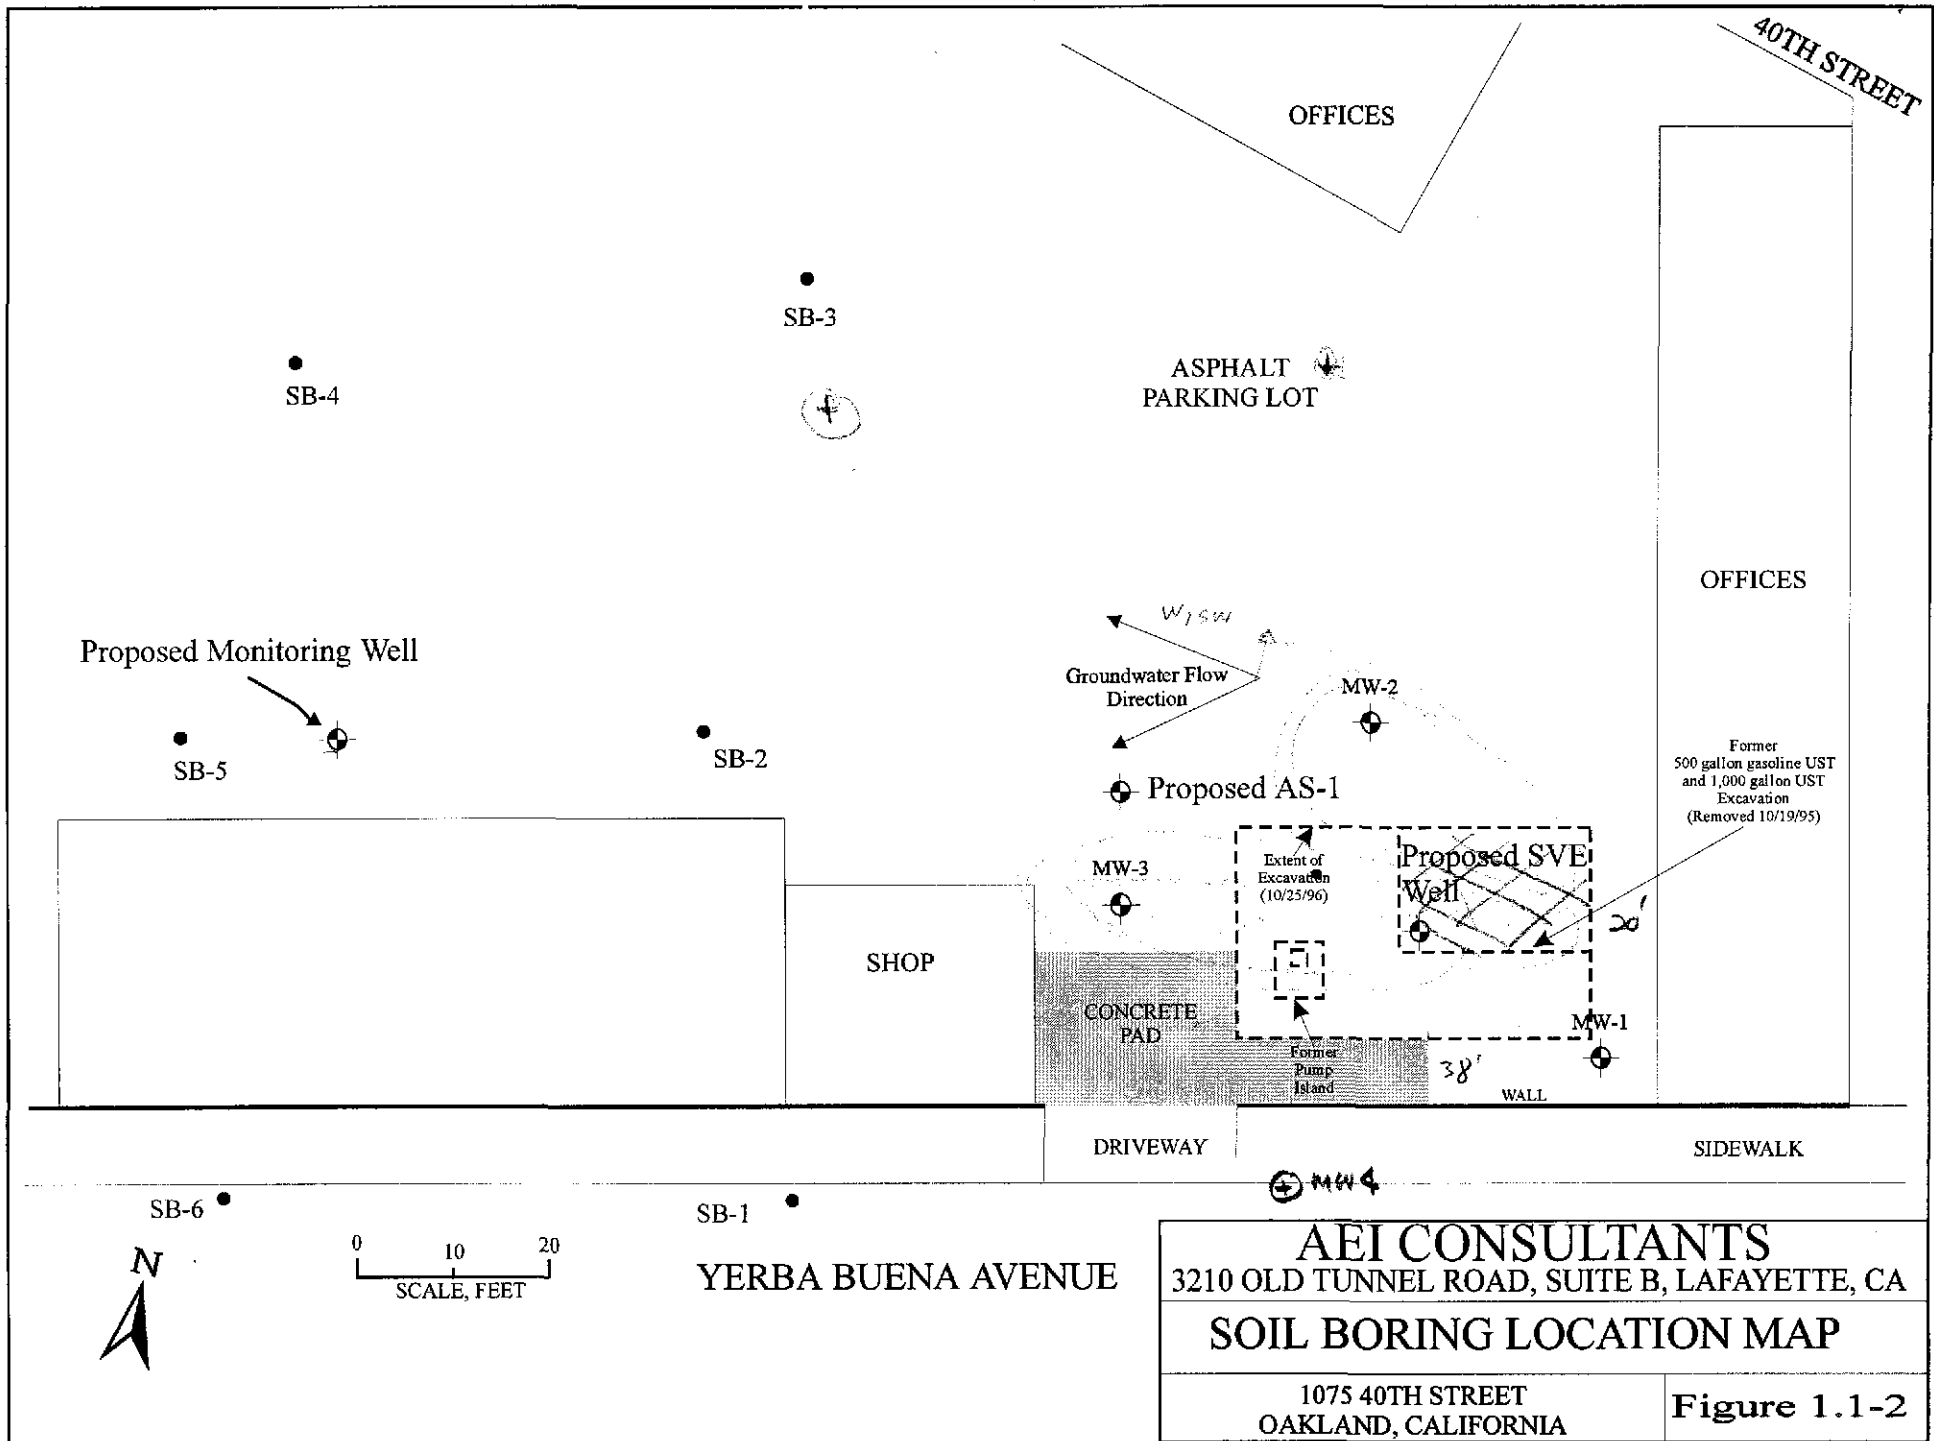 40TH STREET
OFFICES
SB-3
SB-4
ASPHALT
PARKING LOT
OFFICES
W/SW
Proposed Monitoring Well
Groundwater Flow
Direction
MW-2
SB-5
SB-2
Former
500 gallon gasoline UST
and 1,000 gallon UST
Excavation
(Removed 10/19/95)
Proposed AS-1
MW-3
Extent of
Excavation
(10/25/96)
Proposed SVE
Well
20'
SHOP
CONCRETE
PAD
MW-1
Former
Pump
Island
38'
WALL
DRIVEWAY
SIDEWALK
MW4
SB-6
SB-1
N
0 10 20
SCALE, FEET
YERBA BUENA AVENUE
AEI CONSULTANTS
3210 OLD TUNNEL ROAD, SUITE B, LAFAYETTE, CA
SOIL BORING LOCATION MAP
1075 40TH STREET
OAKLAND, CALIFORNIA
Figure 1.1-2